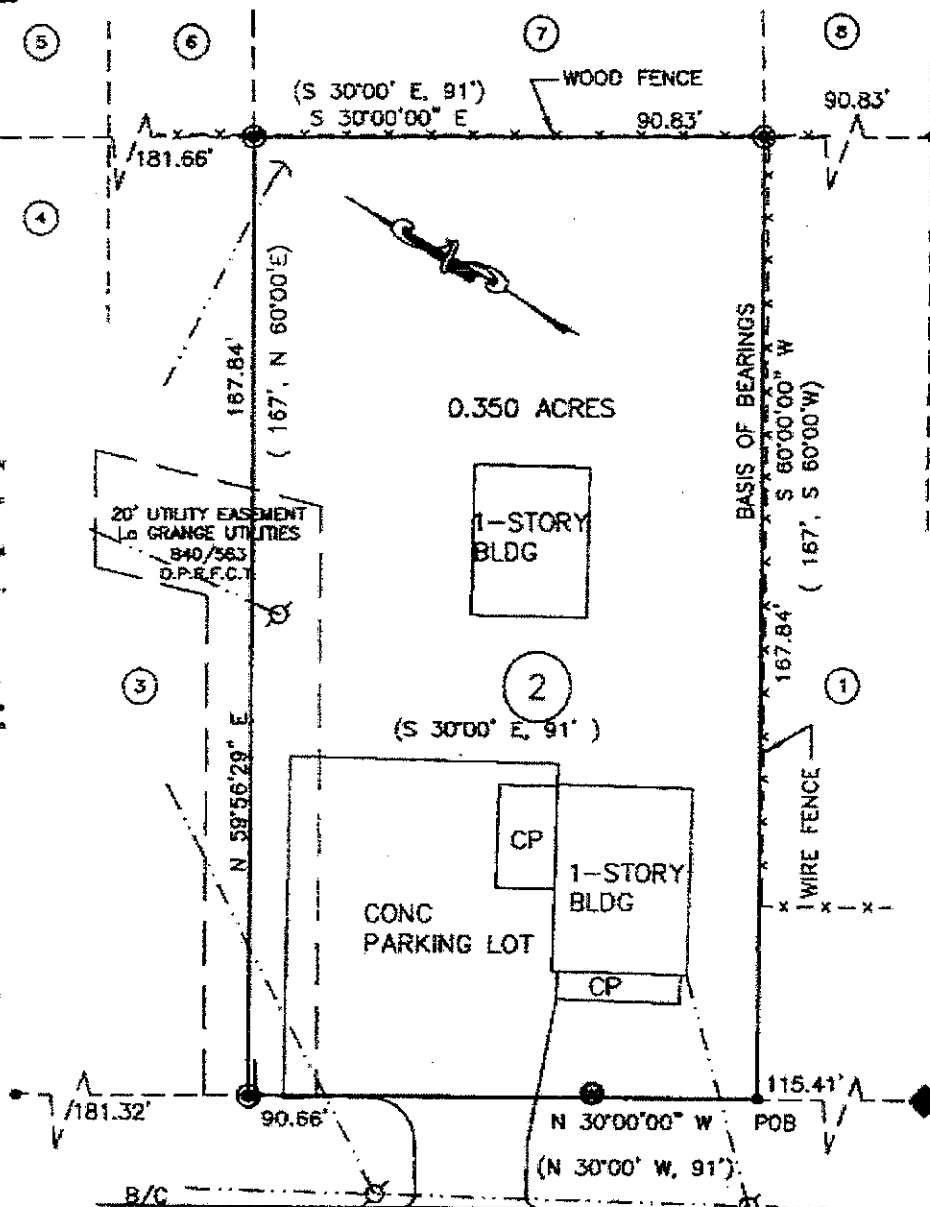 5
6
7
8
(S 30°00' E, 91')
S 30°00'00" E
WOOD FENCE
90.83'
90.83'
181.66'
4
167.84'
( 167', N 60°00'E)
BASIS OF BEARINGS
S 60°00'00" W
( 167', S 60°00'W)
0.350 ACRES
1-STORY
BLDG
20' UTILITY EASEMENT
La GRANGE UTILITIES
840/563
O.P.R.F.C.T.
167.84'
3
2
1
(S 30°00' E, 91' )
N 59°56'29" E
WIRE FENCE
CP
1-STORY
BLDG
CONC
PARKING LOT
CP
181.32'
90.66'
N 30°00'00" W
POB
115.41'
(N 30°00' W, 91')
B/C